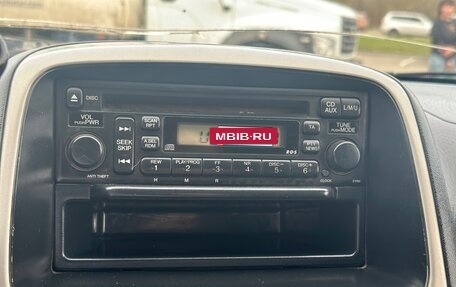 DISC
CD
AUX
L/M/U
VOL
PUSH PWR
SEEK
SKIP
ANTI THEFT
SCAN
RPT
A.SEL
RDM
MBIB·RU
RDS
TA
NEWS
TUNE
PUSH MODE
REW
1
PLAY/PROG
2
FF
3
NR
4
DISC-
5
DISC+
6
H
M
R
CLOCK